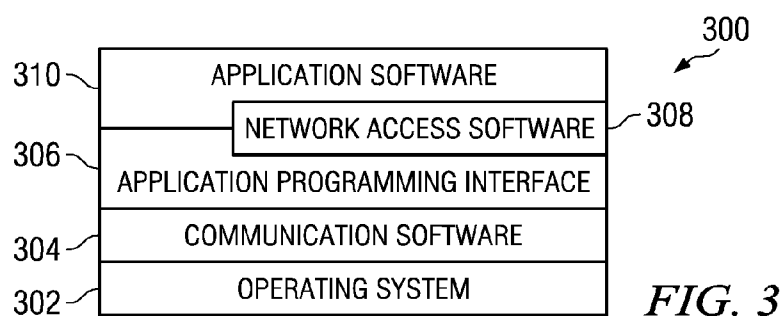 300
310
APPLICATION SOFTWARE
NETWORK ACCESS SOFTWARE
308
306
APPLICATION PROGRAMMING INTERFACE
304
COMMUNICATION SOFTWARE
302
OPERATING SYSTEM
FIG. 3